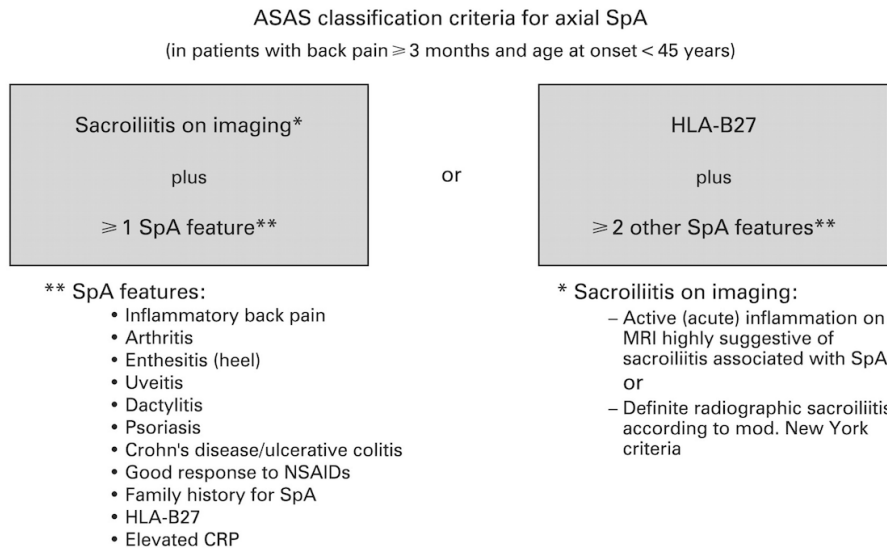 ASAS classification criteria for axial SpA
(in patients with back pain ⩾ 3 months and age at onset < 45 years)
Sacroiliitis on imaging*
plus
⩾ 1 SpA feature**
or
HLA-B27
plus
⩾ 2 other SpA features**
** SpA features:
• Inflammatory back pain
• Arthritis
• Enthesitis (heel)
• Uveitis
• Dactylitis
• Psoriasis
• Crohn's disease/ulcerative colitis
• Good response to NSAIDs
• Family history for SpA
• HLA-B27
• Elevated CRP
* Sacroiliitis on imaging:
– Active (acute) inflammation on
MRI highly suggestive of
sacroiliitis associated with SpA
or
– Definite radiographic sacroiliitis
according to mod. New York
criteria